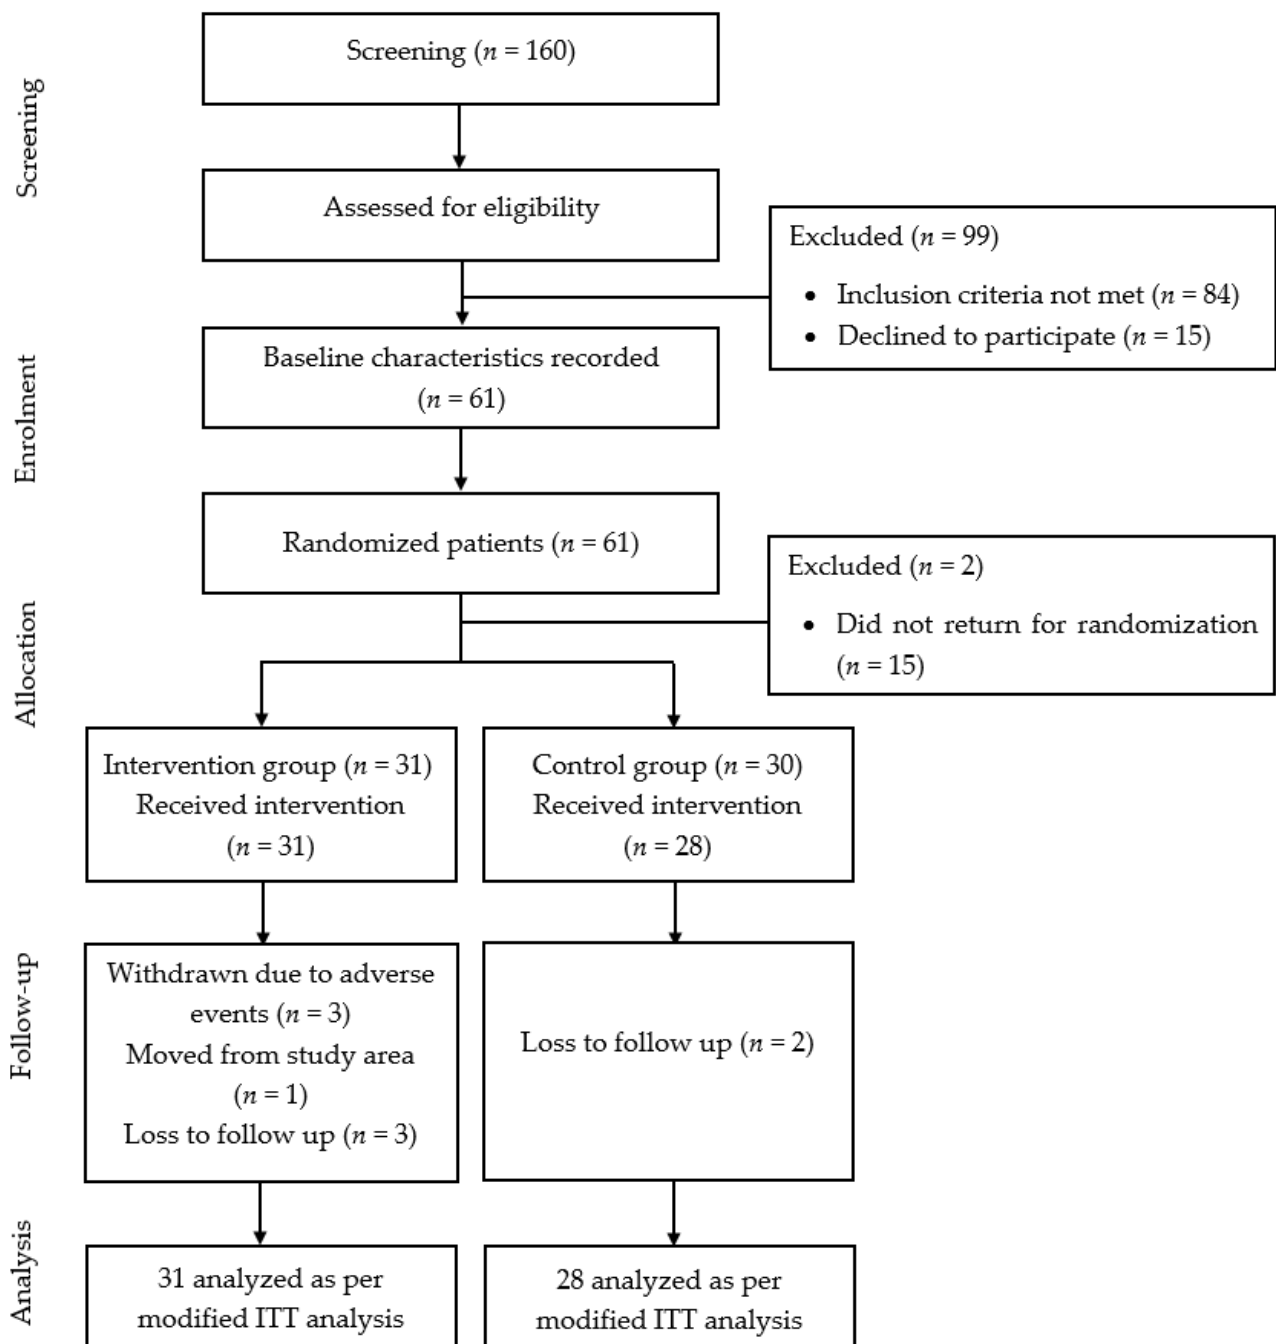 Screening
Screening (n = 160)
Assessed for eligibility
Excluded (n = 99)
• Inclusion criteria not met (n = 84)
• Declined to participate (n = 15)
Enrolment
Baseline characteristics recorded
(n = 61)
Randomized patients (n = 61)
Excluded (n = 2)
• Did not return for randomization
(n = 15)
Allocation
Intervention group (n = 31)
Received intervention
(n = 31)
Control group (n = 30)
Received intervention
(n = 28)
Follow-up
Withdrawn due to adverse
events (n = 3)
Moved from study area
(n = 1)
Loss to follow up (n = 3)
Loss to follow up (n = 2)
Analysis
31 analyzed as per
modified ITT analysis
28 analyzed as per
modified ITT analysis